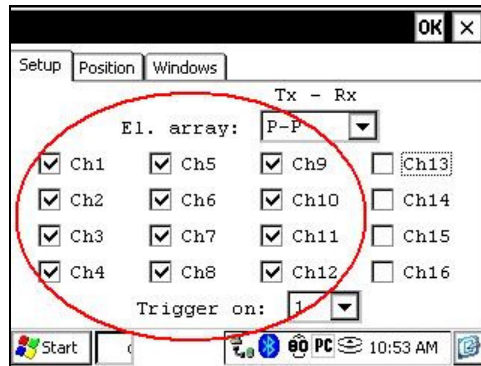 OK ×
Setup Position Windows
Tx - Rx
El. array: P-P
Ch1 Ch5 Ch9 Ch13
Ch2 Ch6 Ch10 Ch14
Ch3 Ch7 Ch11 Ch15
Ch4 Ch8 Ch12 Ch16
Trigger on: 1
Start PC 10:53 AM